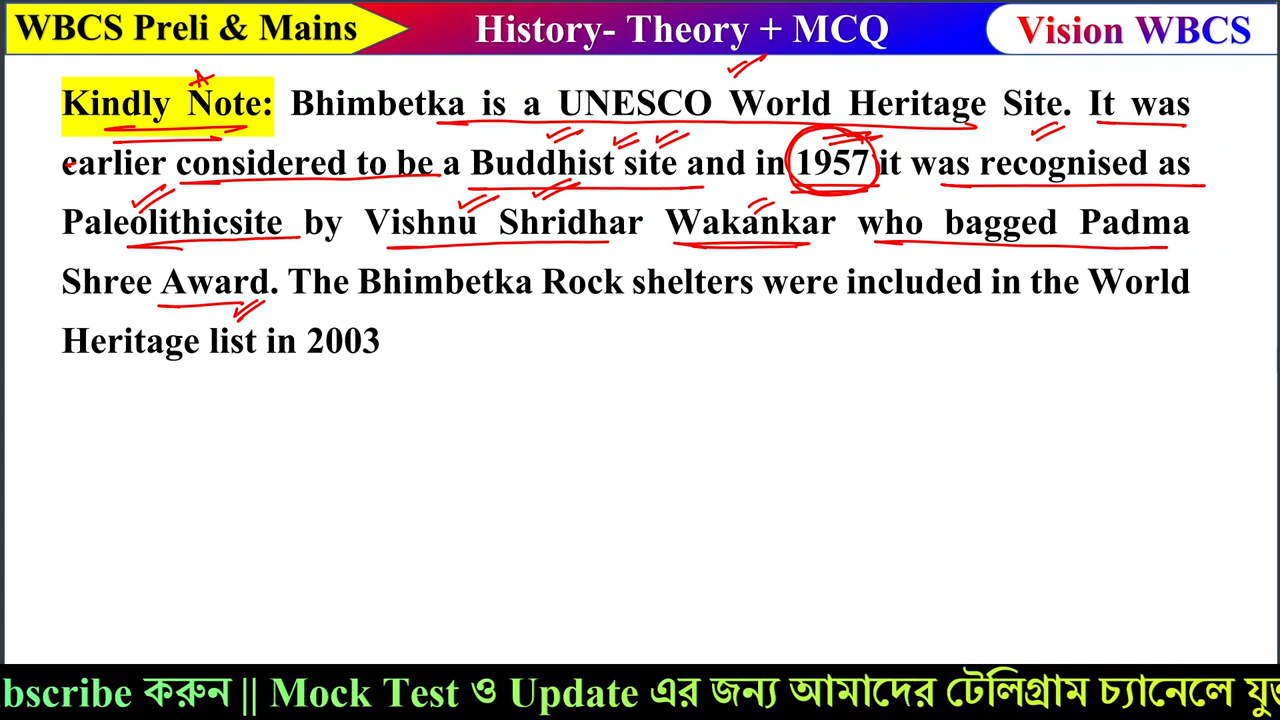 WBCS Preli & Mains
History- Theory + MCQ
Vision WBCS
Kindly Note: Bhimbetka is a UNESCO World Heritage Site. It was
earlier considered to be a Buddhist site and in 1957 it was recognised as
Paleolithicsite by Vishnu Shridhar Wakankar who bagged Padma
Shree Award. The Bhimbetka Rock shelters were included in the World
Heritage list in 2003
bscribe করুন || Mock Test ও Update এর জন্য আমাদের টেলিগ্রাম চ্যানেলে